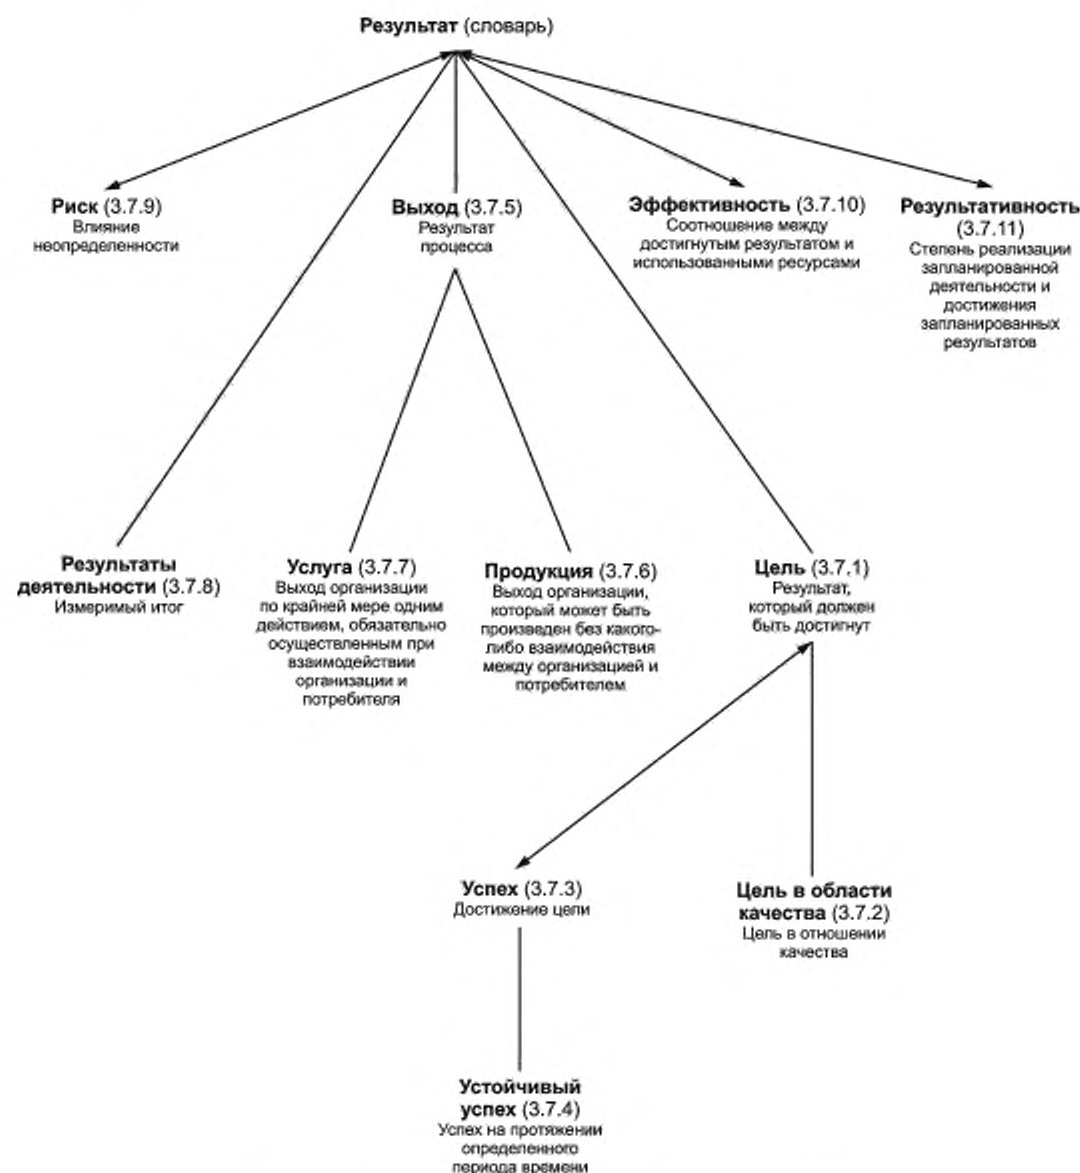 Результат (словарь)
Риск (3.7.9)
Влияние
неопределенности
Выход (3.7.5)
Результат
процесса
Эффективность (3.7.10)
Соотношение между
достигнутым результатом и
использованными ресурсами
Результативность
(3.7.11)
Степень реализации
запланированной
деятельности и
достижения
запланированных
результатов
Результаты
деятельности (3.7.8)
Измеримый итог
Услуга (3.7.7)
Выход организации
по крайней мере одним
действием, обязательно
осуществленным при
взаимодействии
организации и
потребителя
Продукция (3.7.6)
Выход организации,
который может быть
произведен без какого-
либо взаимодействия
между организацией и
потребителем
Цель (3.7.1)
Результат,
который должен
быть достигнут
Успех (3.7.3)
Достижение цели
Цель в области
качества (3.7.2)
Цель в отношении
качества
Устойчивый
успех (3.7.4)
Успех на протяжении
определенного
периода времени